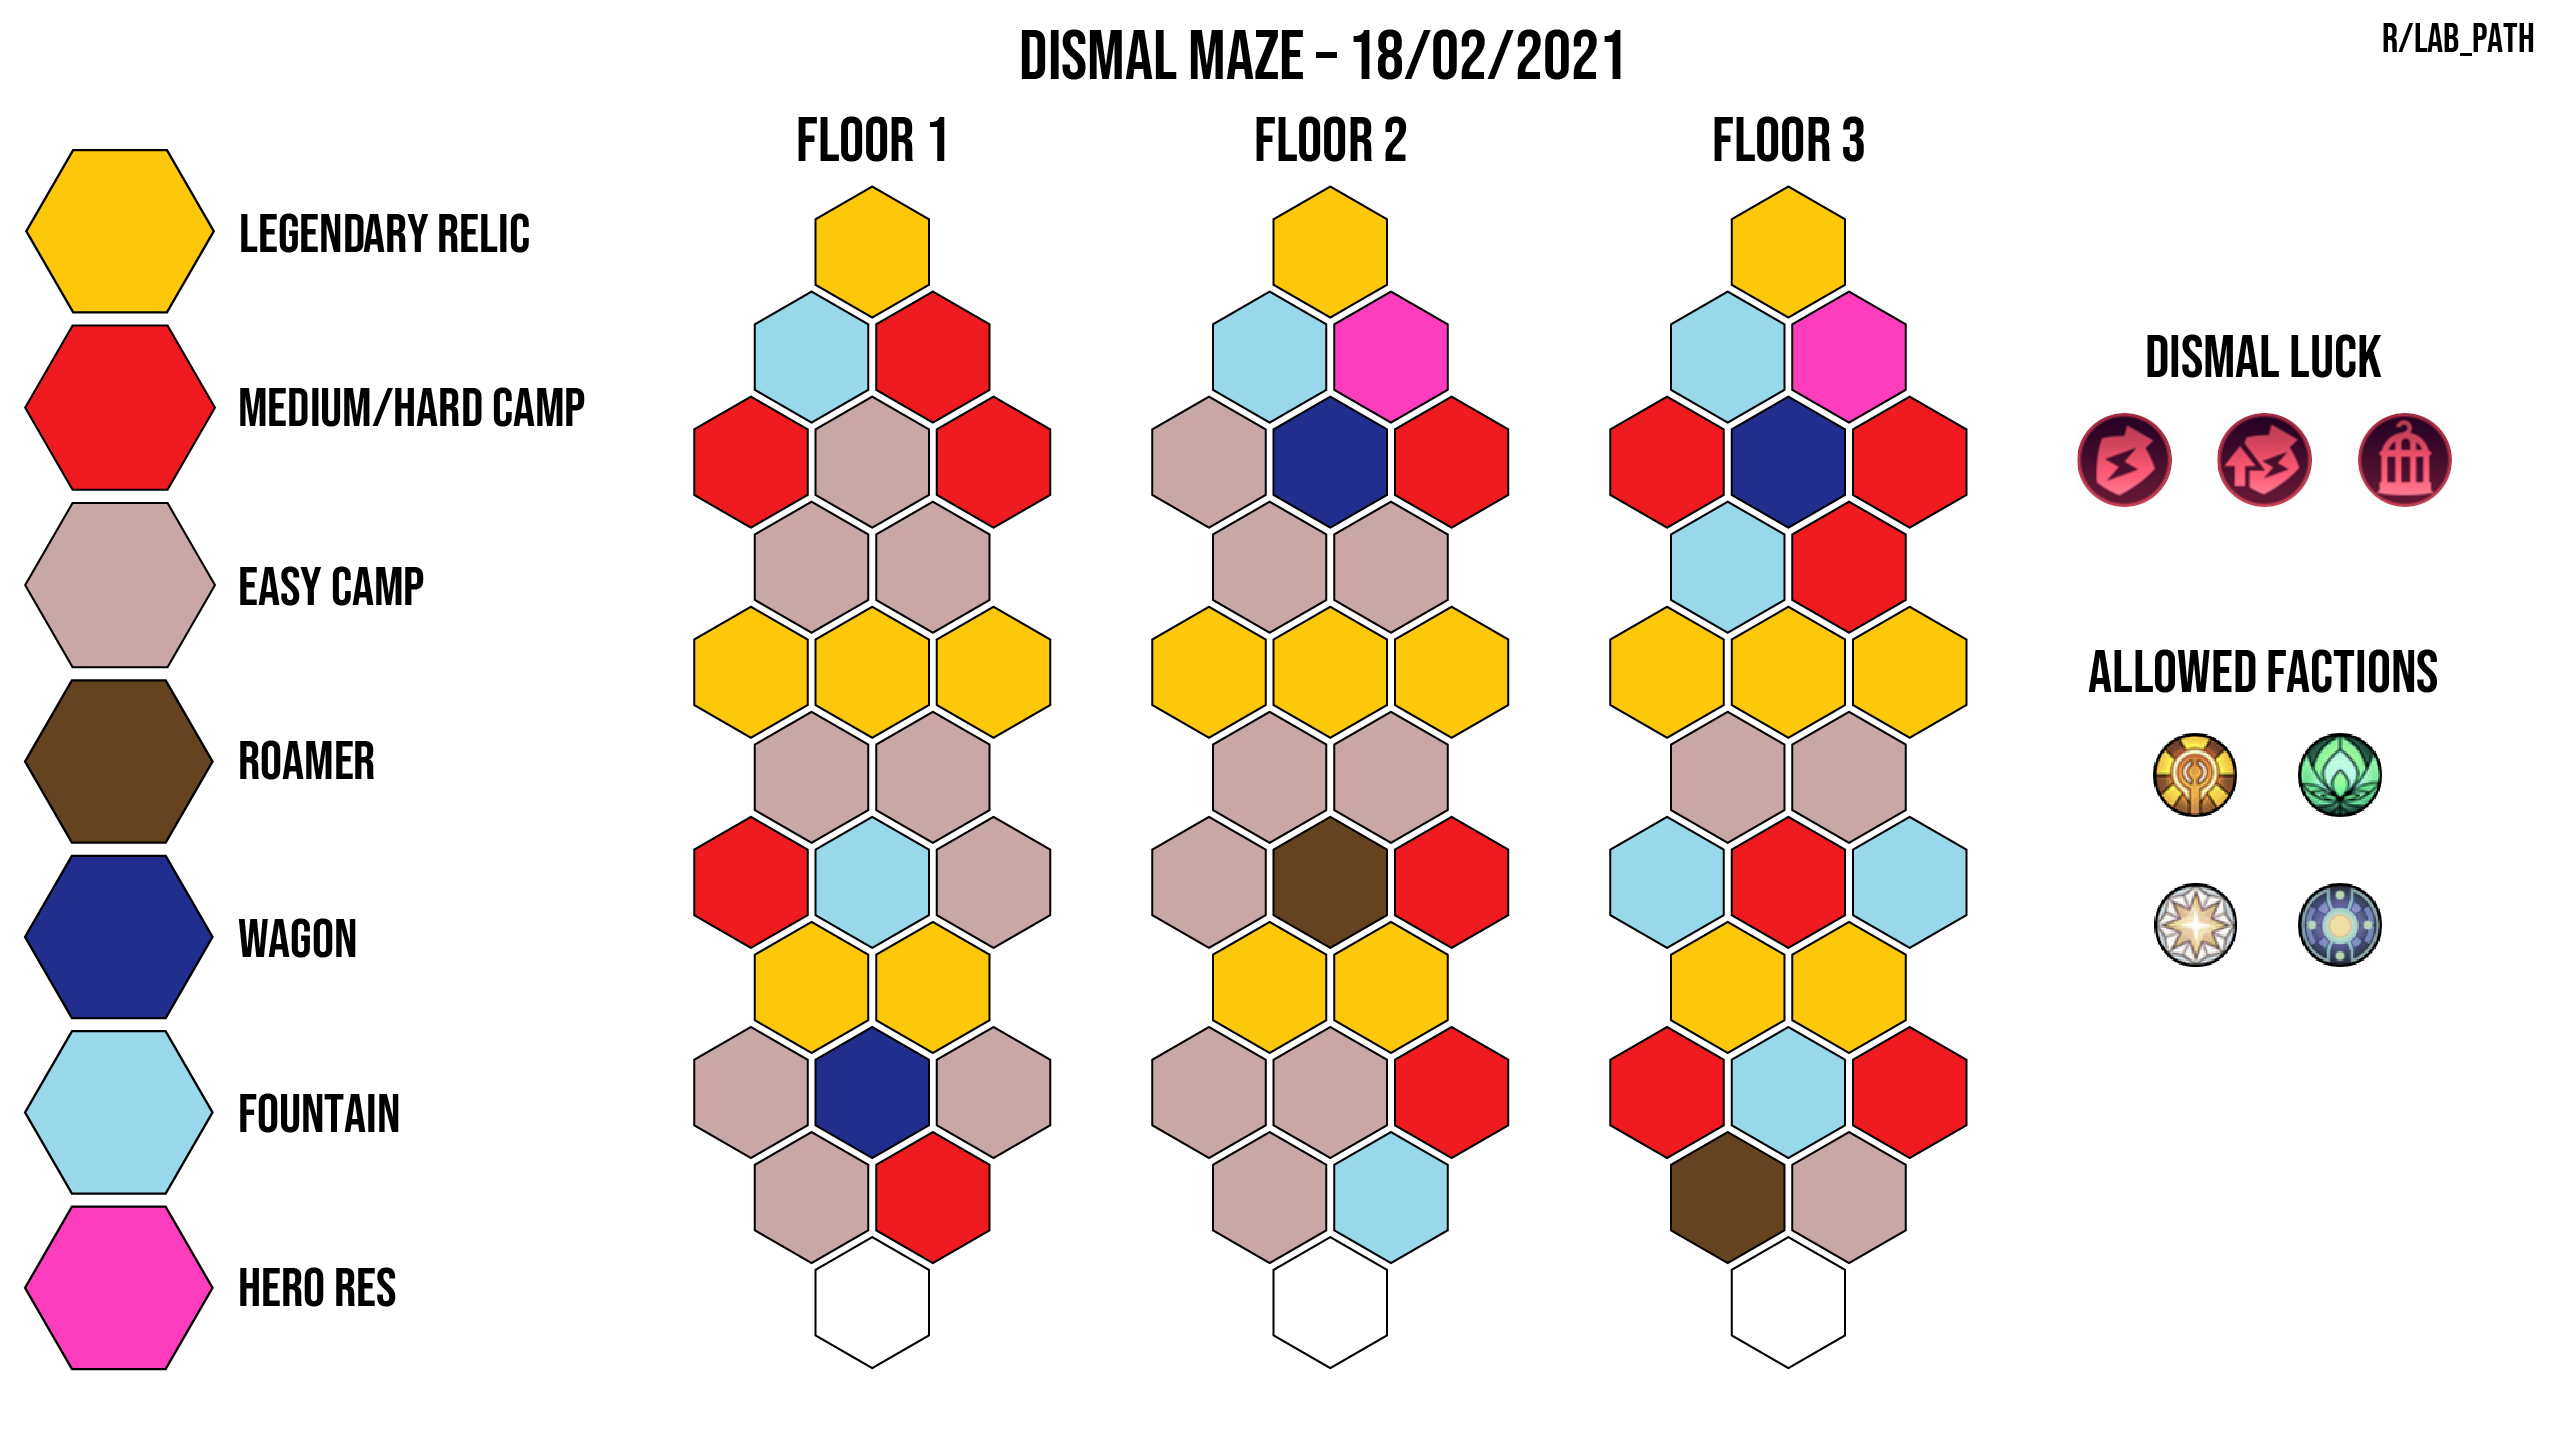 DISMAL MAZE – 18/02/2021
R/LAB_PATH
FLOOR 1
FLOOR 2
FLOOR 3
LEGENDARY RELIC
MEDIUM/HARD CAMP
EASY CAMP
ROAMER
WAGON
FOUNTAIN
HERO RES
DISMAL LUCK
ALLOWED FACTIONS